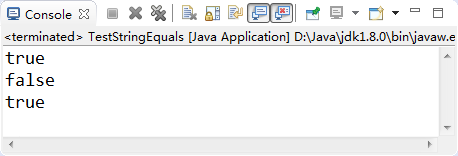 Console
<terminated> TestStringEquals [Java Application] D:\Java\jdk1.8.0\bin\javaw.e
true
false
true